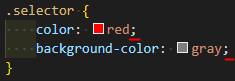 .selector {
    color: red;
    background-color: gray;
}